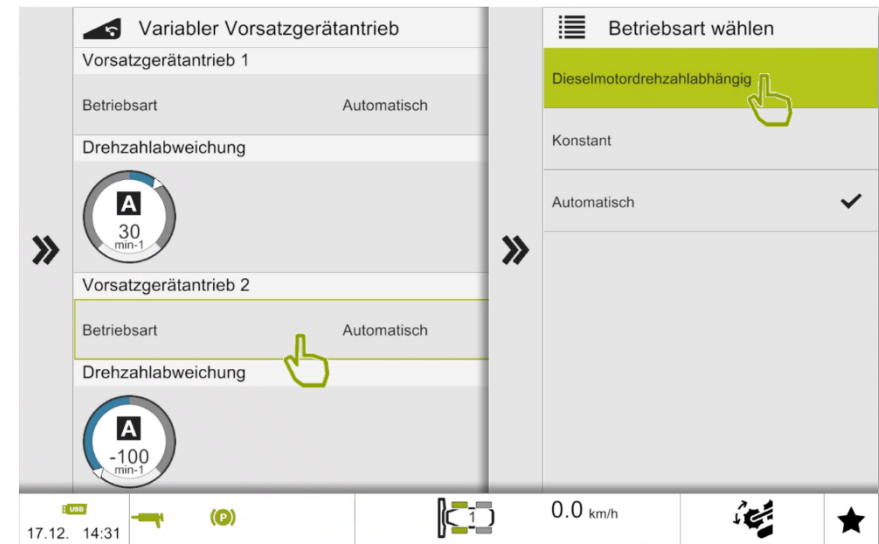 Variabler Vorsatzgerätantrieb
Vorsatzgerätantrieb 1
Betriebsart Automatisch
Drehzahlabweichung
A
30
min-1
Vorsatzgerätantrieb 2
Betriebsart Automatisch
Drehzahlabweichung
A
-100
min-1
Betriebsart wählen
Dieselmotordrehzahlabhängig
Konstant
Automatisch
USB
17.12. 14:31
(P)
1
0.0 km/h